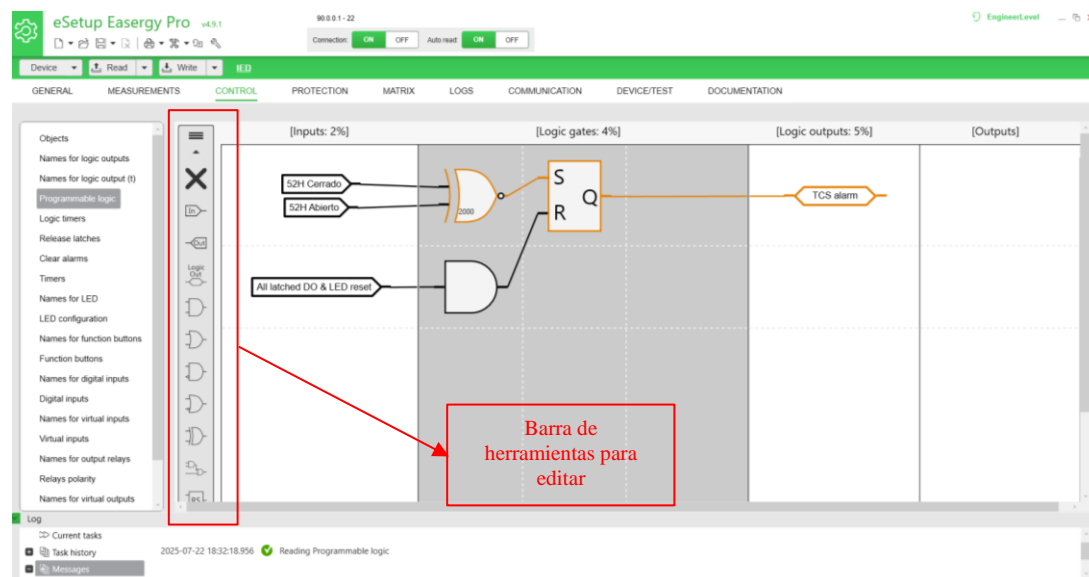 eSetup Easergy Pro v4.9.1
90.0.0.1 - 22
EngineerLevel
Connection: ON OFF Auto read: ON OFF
Device Read Write IED
GENERAL MEASUREMENTS CONTROL PROTECTION MATRIX LOGS COMMUNICATION DEVICE/TEST DOCUMENTATION
Objects
Names for logic outputs
Names for logic output (t)
Programmable logic
Logic timers
Release latches
Clear alarms
Timers
Names for LED
LED configuration
Names for function buttons
Function buttons
Names for digital inputs
Digital inputs
Names for virtual inputs
Virtual inputs
Names for output relays
Relays polarity
Names for virtual outputs
In
Out
Logic
Out
RS
[Inputs: 2%] [Logic gates: 4%] [Logic outputs: 5%] [Outputs]
52H Cerrado
52H Abierto
2000
S
Q
R
TCS alarm
All latched DO & LED reset
Barra de
herramientas para
editar
Log
Current tasks
Task history
Messages
2025-07-22 18:32:18.956 Reading Programmable logic